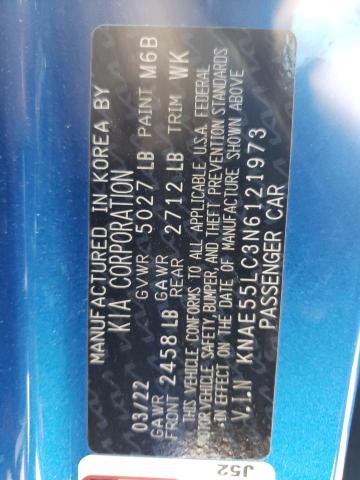 MANUFACTURED IN KOREA BY
KIA CORPORATION
03/22 GVWR 5027 LB PAINT M6B
GAWR FRONT 2458 LB GAWR REAR 2712 LB TRIM WK
THIS VEHICLE CONFORMS TO ALL APPLICABLE U.S.A. FEDERAL
MOTOR VEHICLE SAFETY, BUMPER, AND THEFT PREVENTION STANDARDS
IN EFFECT ON THE DATE OF MANUFACTURE SHOWN ABOVE
V.I.N KNAE55LC3N6121973
PASSENGER CAR
J52